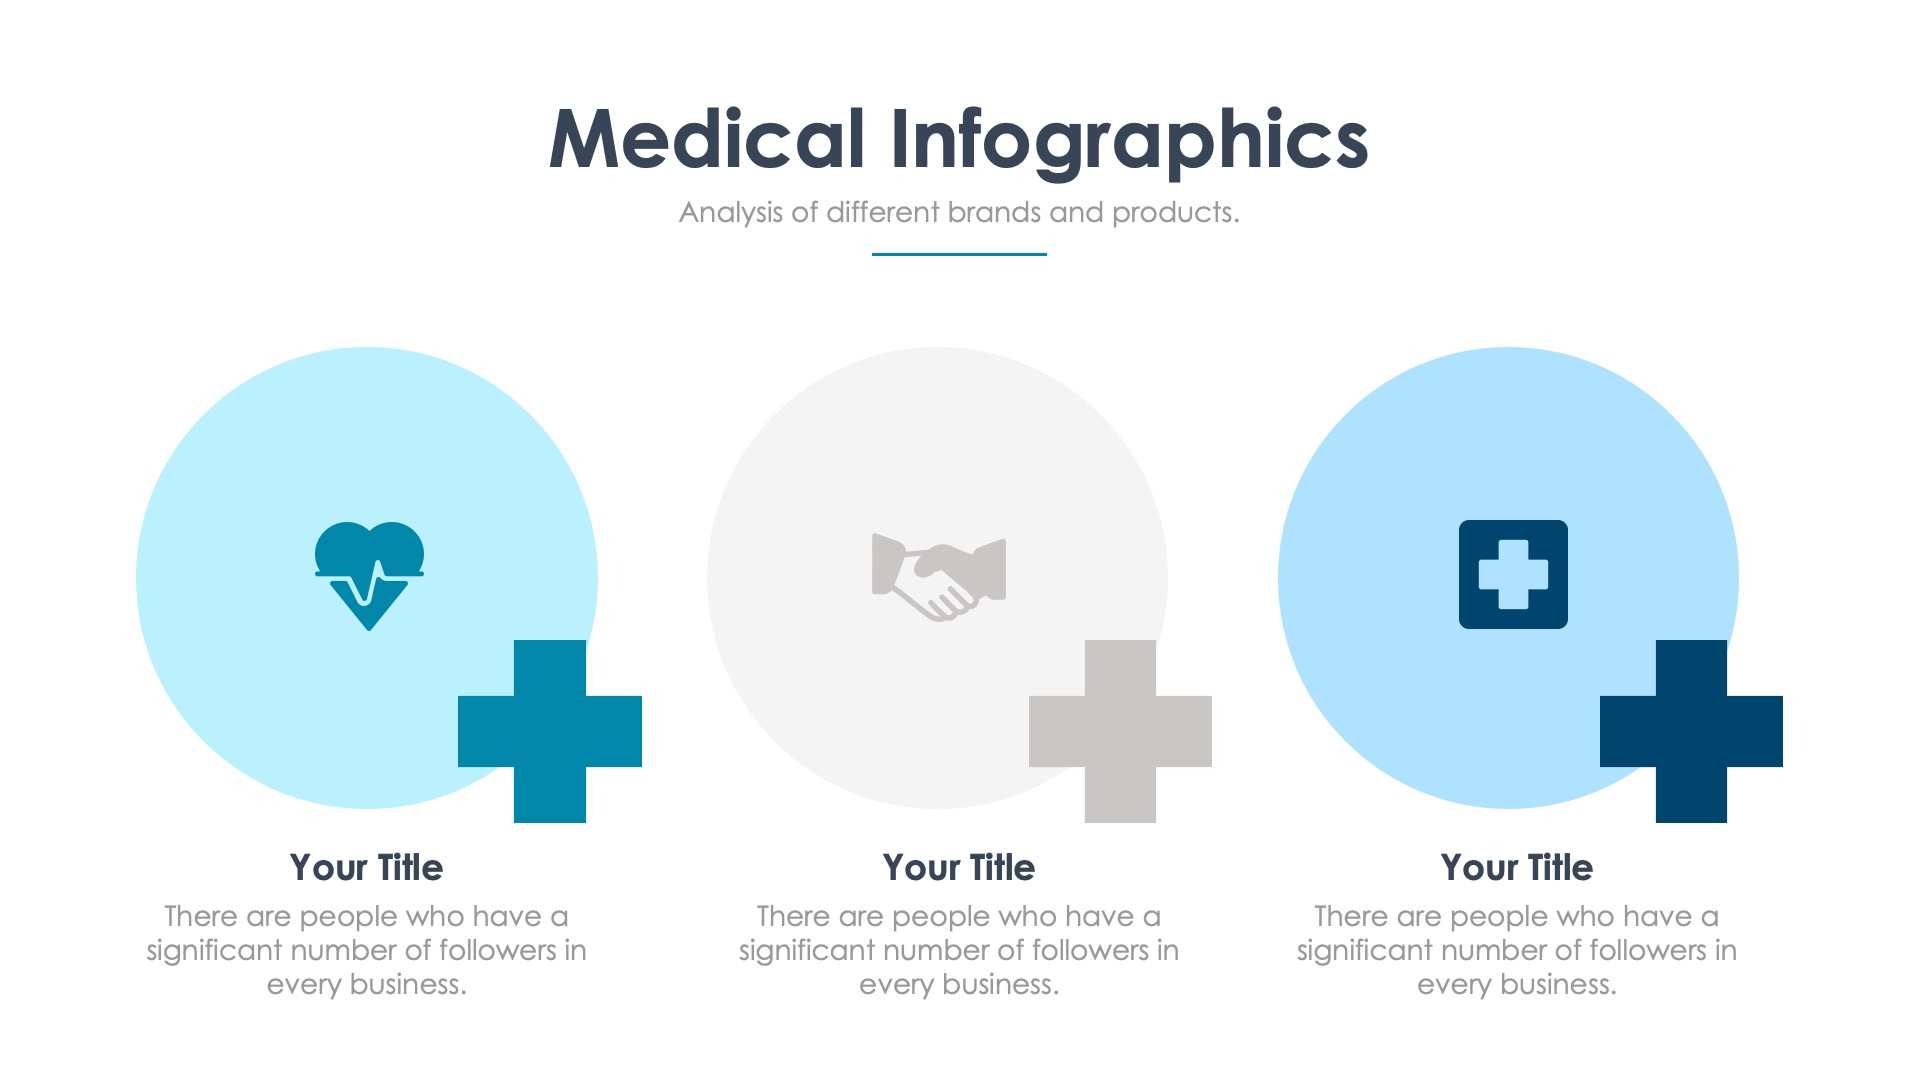 Medical Infographics
Analysis of different brands and products.
Your Title
There are people who have a
significant number of followers in
every business.
Your Title
There are people who have a
significant number of followers in
every business.
Your Title
There are people who have a
significant number of followers in
every business.